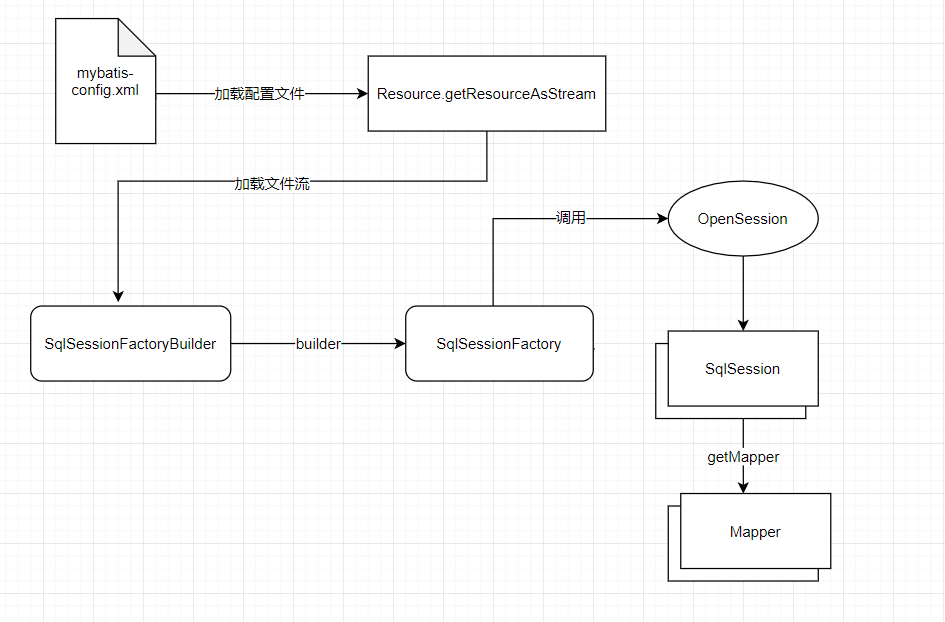 mybatis-
config.xml
加载配置文件
Resource.getResourceAsStream
加载文件流
调用
OpenSession
SqlSessionFactoryBuilder
builder
SqlSessionFactory
SqlSession
getMapper
Mapper